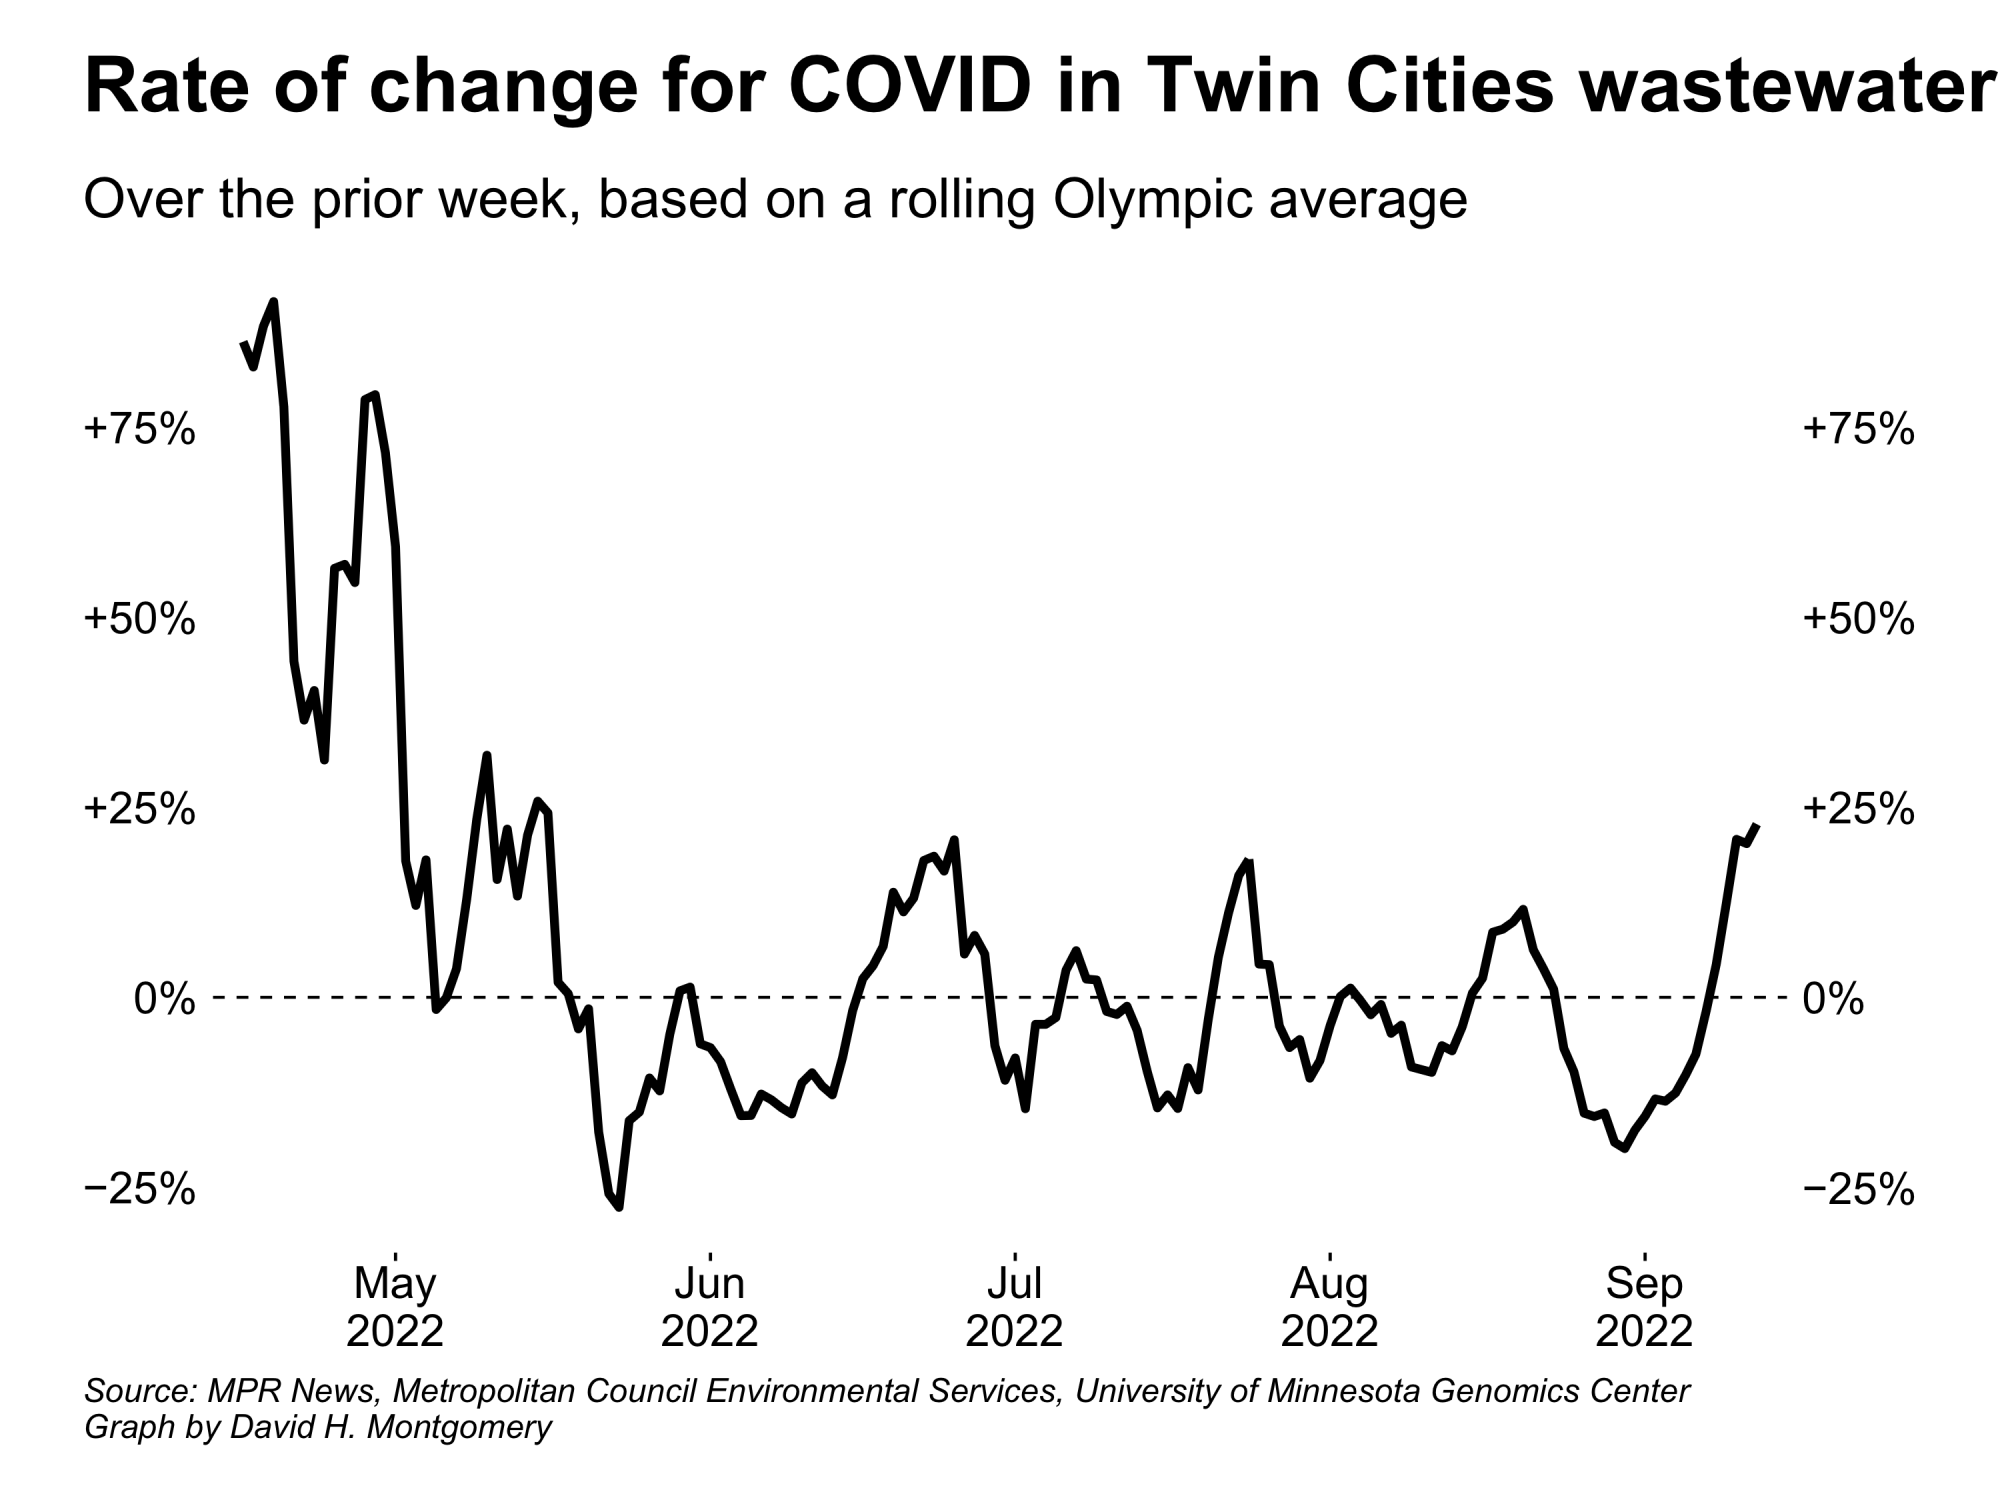 Rate of change for COVID in Twin Cities wastewater
Over the prior week, based on a rolling Olympic average
+75% +75%
+50% +50%
+25% +25%
0% 0%
−25% −25%
May Jun Jul Aug Sep
2022 2022 2022 2022 2022
Source: MPR News, Metropolitan Council Environmental Services, University of Minnesota Genomics Center
Graph by David H. Montgomery